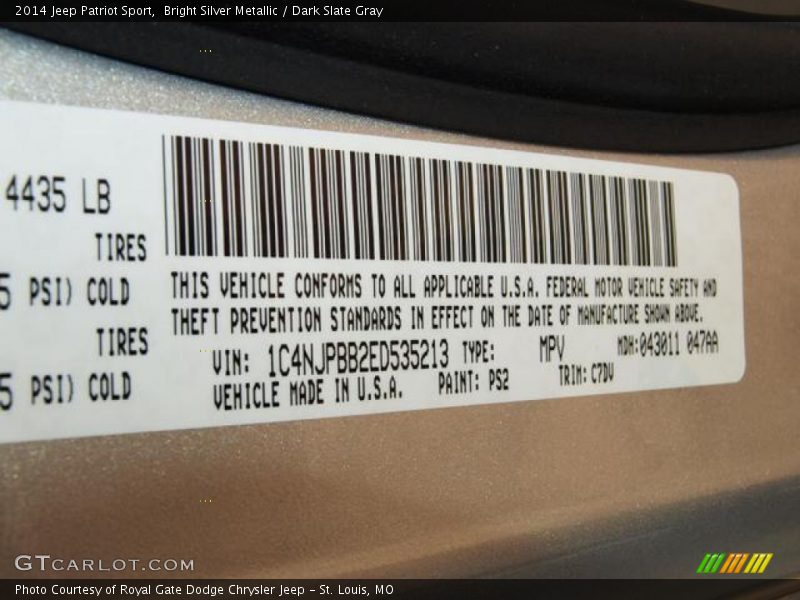 2014 Jeep Patriot Sport,  Bright Silver Metallic / Dark Slate Gray
4435 LB
TIRES
5 PSI) COLD
TIRES
5 PSI) COLD
THIS VEHICLE CONFORMS TO ALL APPLICABLE U.S.A. FEDERAL MOTOR VEHICLE SAFETY AND
THEFT PREVENTION STANDARDS IN EFFECT ON THE DATE OF MANUFACTURE SHOWN ABOVE.
VIN: 1C4NJPBB2ED535213 TYPE: MPV MDH:043011 047AA
VEHICLE MADE IN U.S.A. PAINT: PS2 TRIM: C7DV
GTCARLOT.COM
Photo Courtesy of Royal Gate Dodge Chrysler Jeep - St. Louis, MO